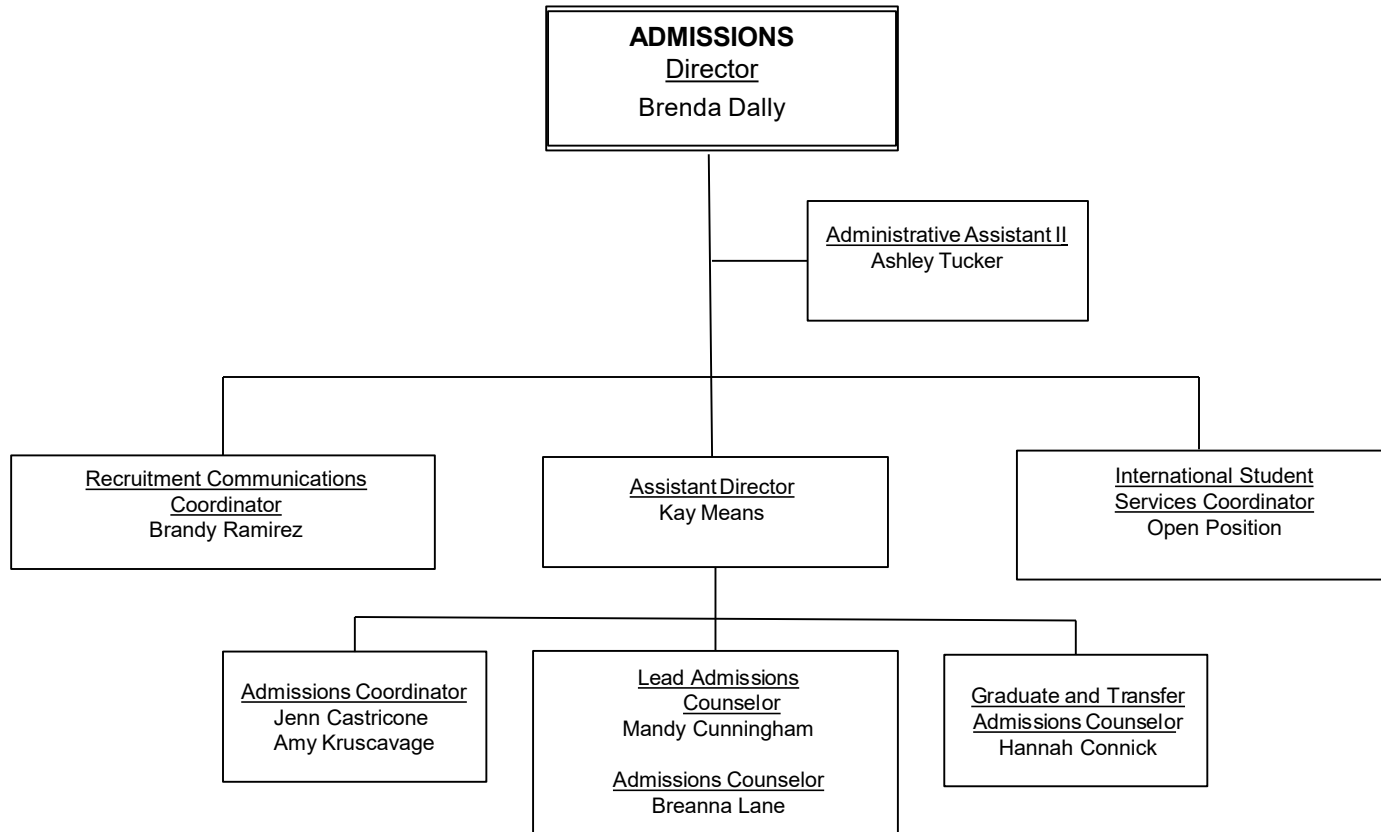 ADMISSIONS
Director
Brenda Dally
Administrative Assistant II
Ashley Tucker
Recruitment Communications
Coordinator
Brandy Ramirez
Assistant Director
Kay Means
International Student
Services Coordinator
Open Position
Admissions Coordinator
Jenn Castricone
Amy Kruscavage
Lead Admissions
Counselor
Mandy Cunningham
Admissions Counselor
Breanna Lane
Graduate and Transfer
Admissions Counselor
Hannah Connick